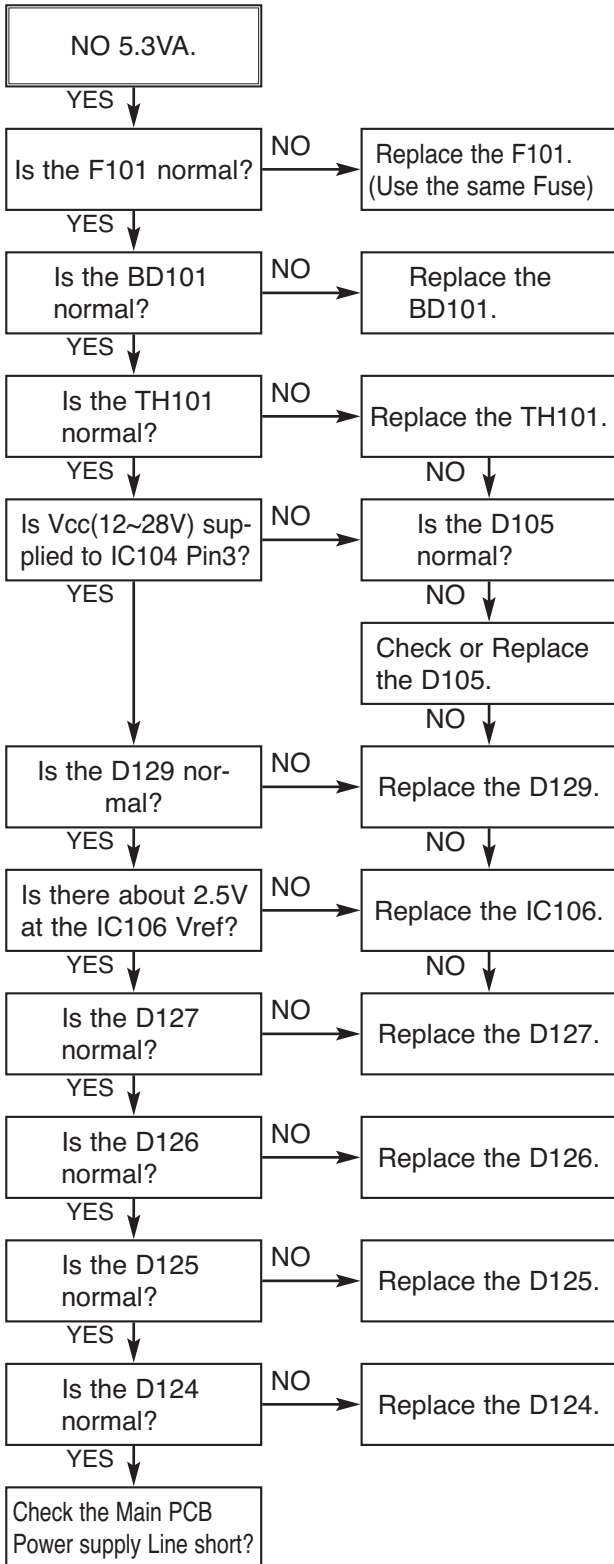 NO 5.3VA.
YES
Is the F101 normal?
NO
Replace the F101.
(Use the same Fuse)
YES
Is the BD101
normal?
NO
Replace the
BD101.
YES
Is the TH101
normal?
NO
Replace the TH101.
YES
NO
Is Vcc(12~28V) sup-
plied to IC104 Pin3?
NO
Is the D105
normal?
YES
NO
Check or Replace
the D105.
NO
Is the D129 nor-
mal?
NO
Replace the D129.
YES
NO
Is there about 2.5V
at the IC106 Vref?
NO
Replace the IC106.
YES
NO
Is the D127
normal?
NO
Replace the D127.
YES
Is the D126
normal?
NO
Replace the D126.
YES
Is the D125
normal?
NO
Replace the D125.
YES
Is the D124
normal?
NO
Replace the D124.
YES
Check the Main PCB
Power supply Line short?